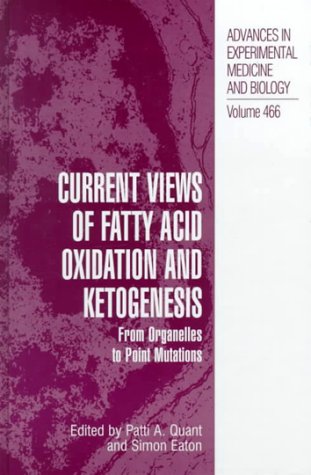 ADVANCES IN
EXPERIMENTAL
MEDICINE
AND BIOLOGY
Volume 466
CURRENT VIEWS
OF FATTY ACID
OXIDATION AND
KETOGENESIS
From Organelles
to Point Mutations
Edited by Patti A. Quant
and Simon Eaton